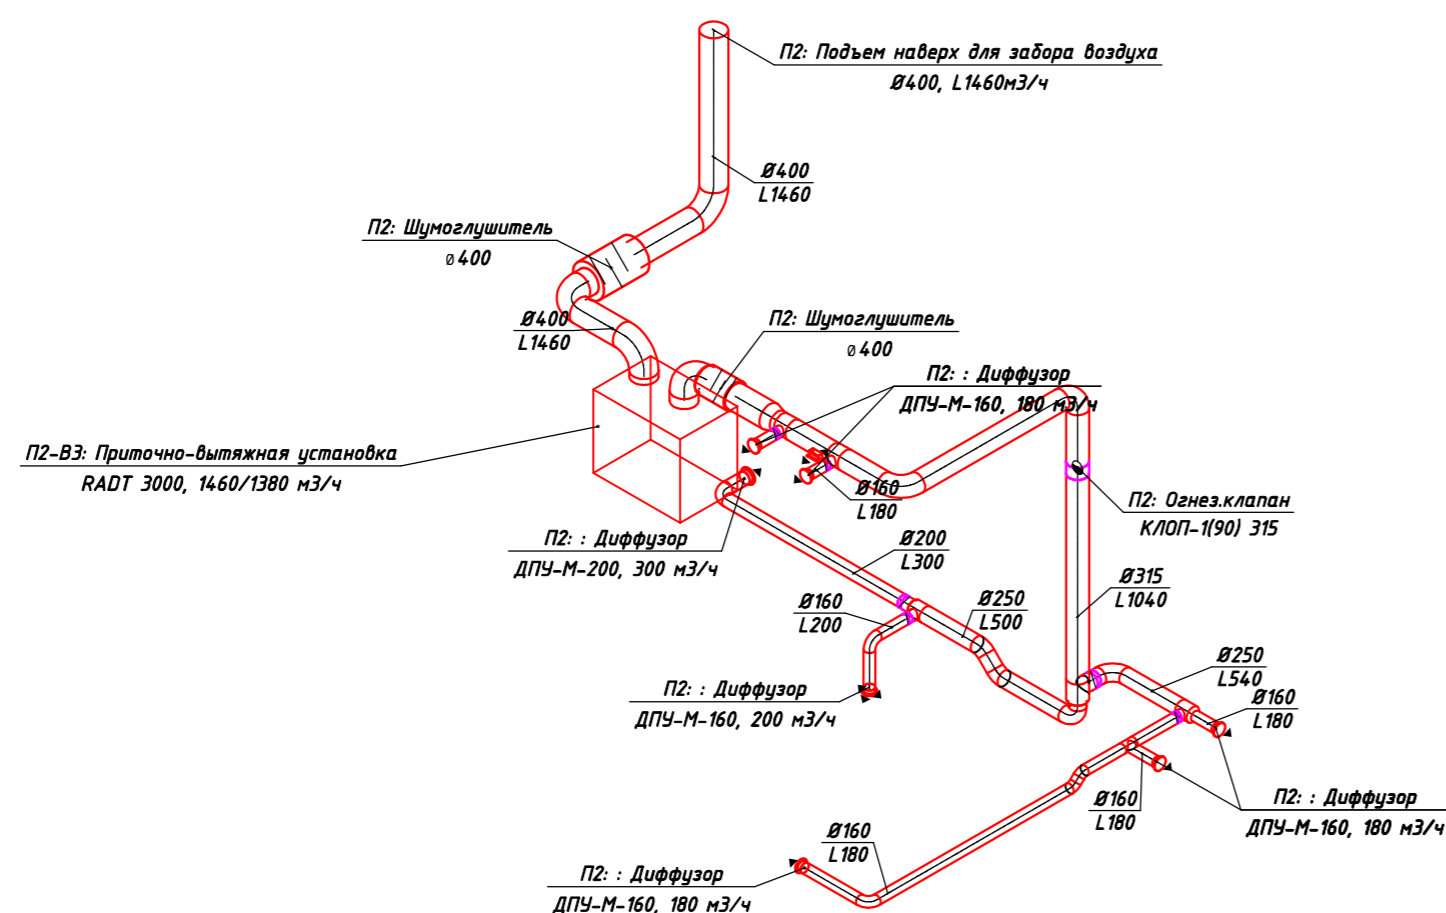 П2: Подъем наверх для забора воздуха
Ø400, L1460м3/ч
Ø400
L1460
П2: Шумоглушитель
Ø400
Ø400
L1460
П2: Шумоглушитель
Ø400
П2: : Диффузор
ДПУ-М-160, 180 м3/ч
П2-В3: Приточно-вытяжная установка
RADT 3000, 1460/1380 м3/ч
Ø160
L180
П2: Огнез.клапан
КЛОП-1(90) 315
П2: : Диффузор
ДПУ-М-200, 300 м3/ч
Ø200
L300
Ø315
L1040
Ø160
L200
Ø250
L500
Ø250
L540
П2: : Диффузор
ДПУ-М-160, 200 м3/ч
Ø160
L180
Ø160
L180
П2: : Диффузор
ДПУ-М-160, 180 м3/ч
Ø160
L180
П2: : Диффузор
ДПУ-М-160, 180 м3/ч